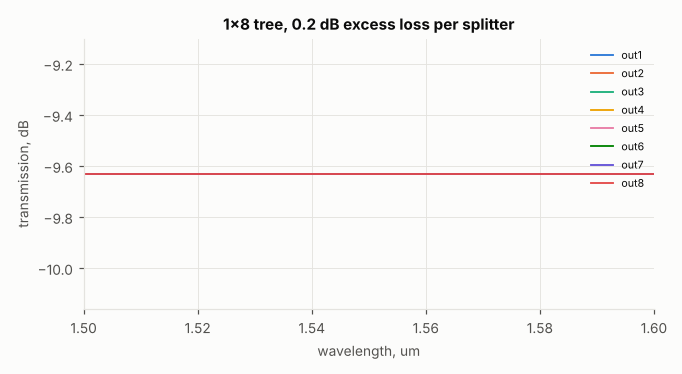 1×8 tree, 0.2 dB excess loss per splitter
transmission, dB
−9.2
−9.4
−9.6
−9.8
−10.0
out1
out2
out3
out4
out5
out6
out7
out8
1.50 1.52 1.54 1.56 1.58 1.60
wavelength, um